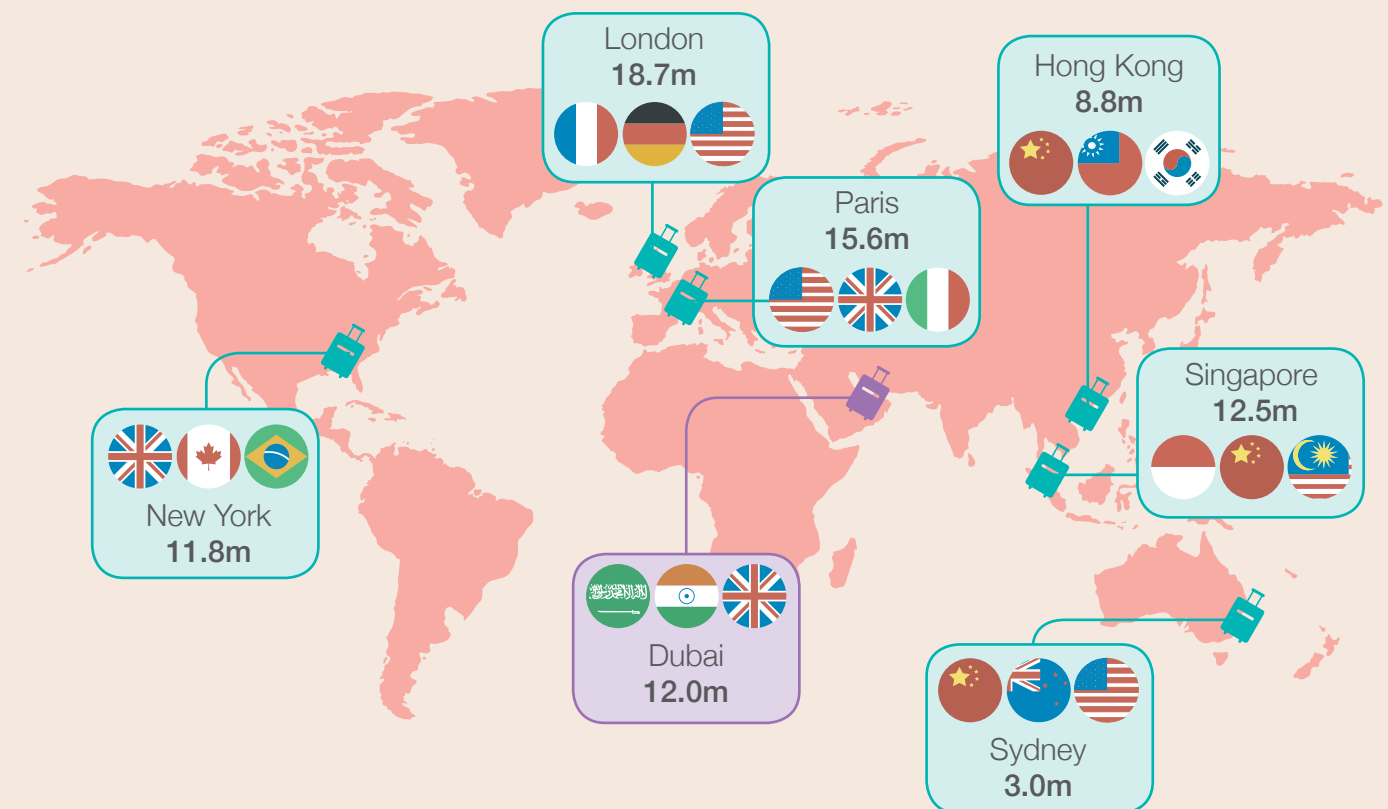 London
18.7m
Hong Kong
8.8m
Paris
15.6m
Singapore
12.5m
New York
11.8m
Dubai
12.0m
Sydney
3.0m